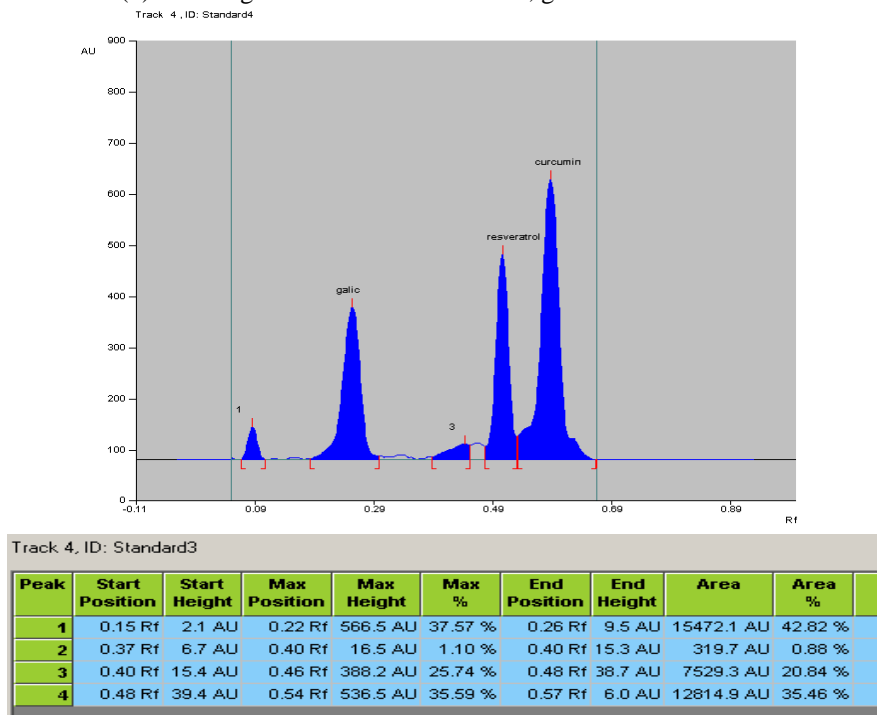 Track 4 , ID: Standard4
AU
900
800
700
600
500
400
300
200
100
0
curcumin
resveratrol
galic
1
3
-0.11 0.09 0.29 0.49 0.69 0.89
Rf
Track 4, ID: Standard3
Peak Start Position Start Height Max Position Max Height Max % End Position End Height Area Area %
1 0.15 Rf 2.1 AU 0.22 Rf 566.5 AU 37.57 % 0.26 Rf 9.5 AU 15472.1 AU 42.82 %
2 0.37 Rf 6.7 AU 0.40 Rf 16.5 AU 1.10 % 0.40 Rf 15.3 AU 319.7 AU 0.88 %
3 0.40 Rf 15.4 AU 0.46 Rf 388.2 AU 25.74 % 0.48 Rf 38.7 AU 7529.3 AU 20.84 %
4 0.48 Rf 39.4 AU 0.54 Rf 536.5 AU 35.59 % 0.57 Rf 6.0 AU 12814.9 AU 35.46 %